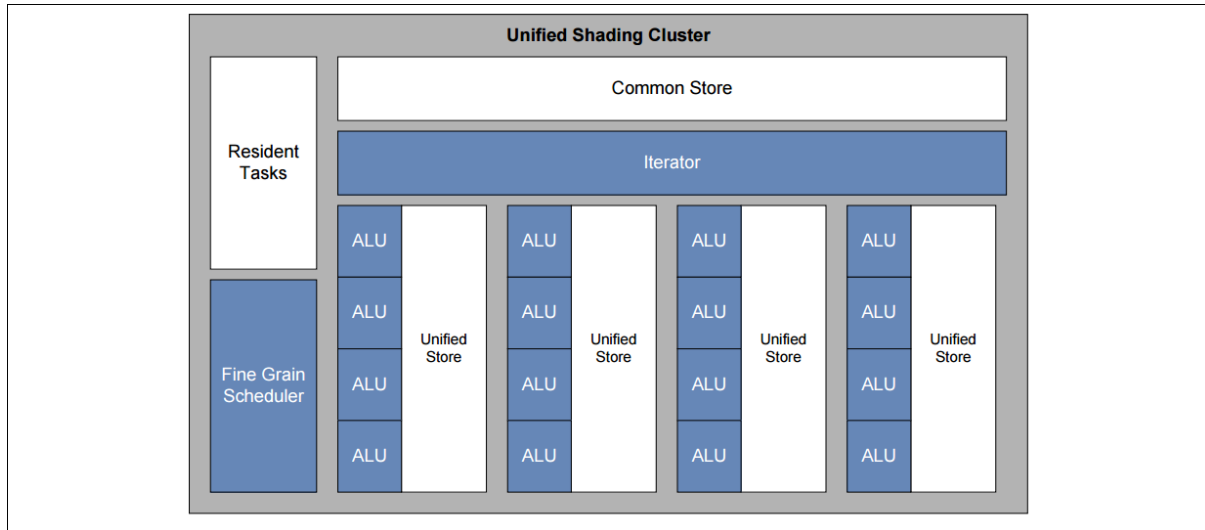 Unified Shading Cluster
Resident
Tasks
Common Store
Iterator
Fine Grain
Scheduler
ALU
ALU
ALU
ALU
Unified
Store
ALU
ALU
ALU
ALU
Unified
Store
ALU
ALU
ALU
ALU
Unified
Store
ALU
ALU
ALU
ALU
Unified
Store